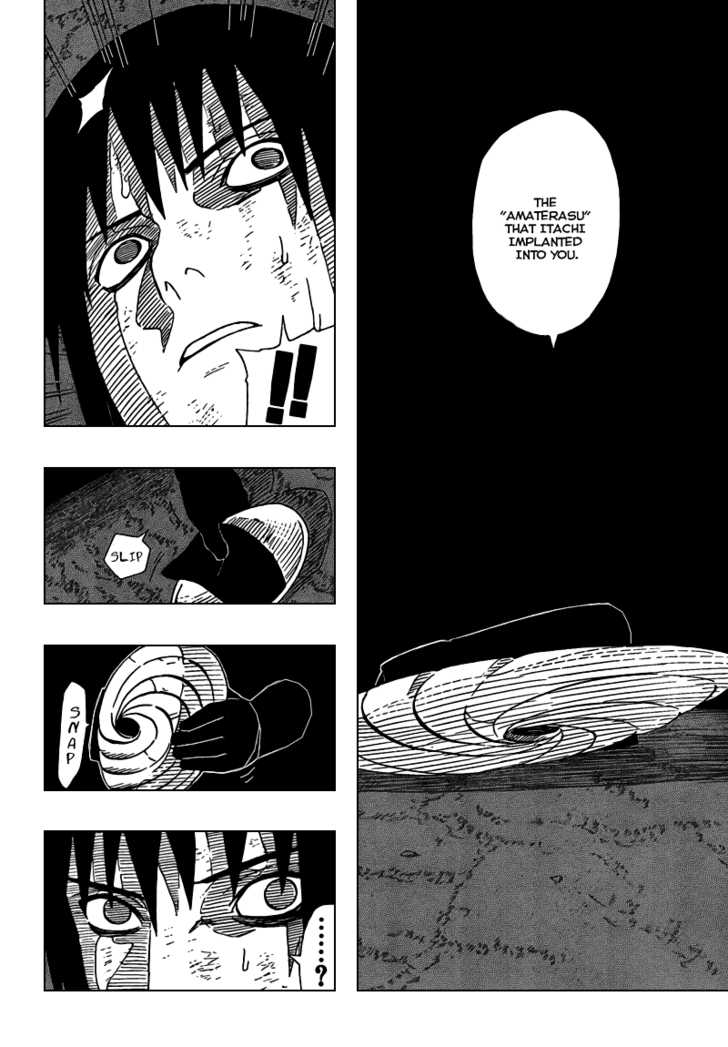 THE
"AMATERASU"
THAT ITACHI
IMPLANTED
INTO YOU.
!!
SLIP
SNAP
......?